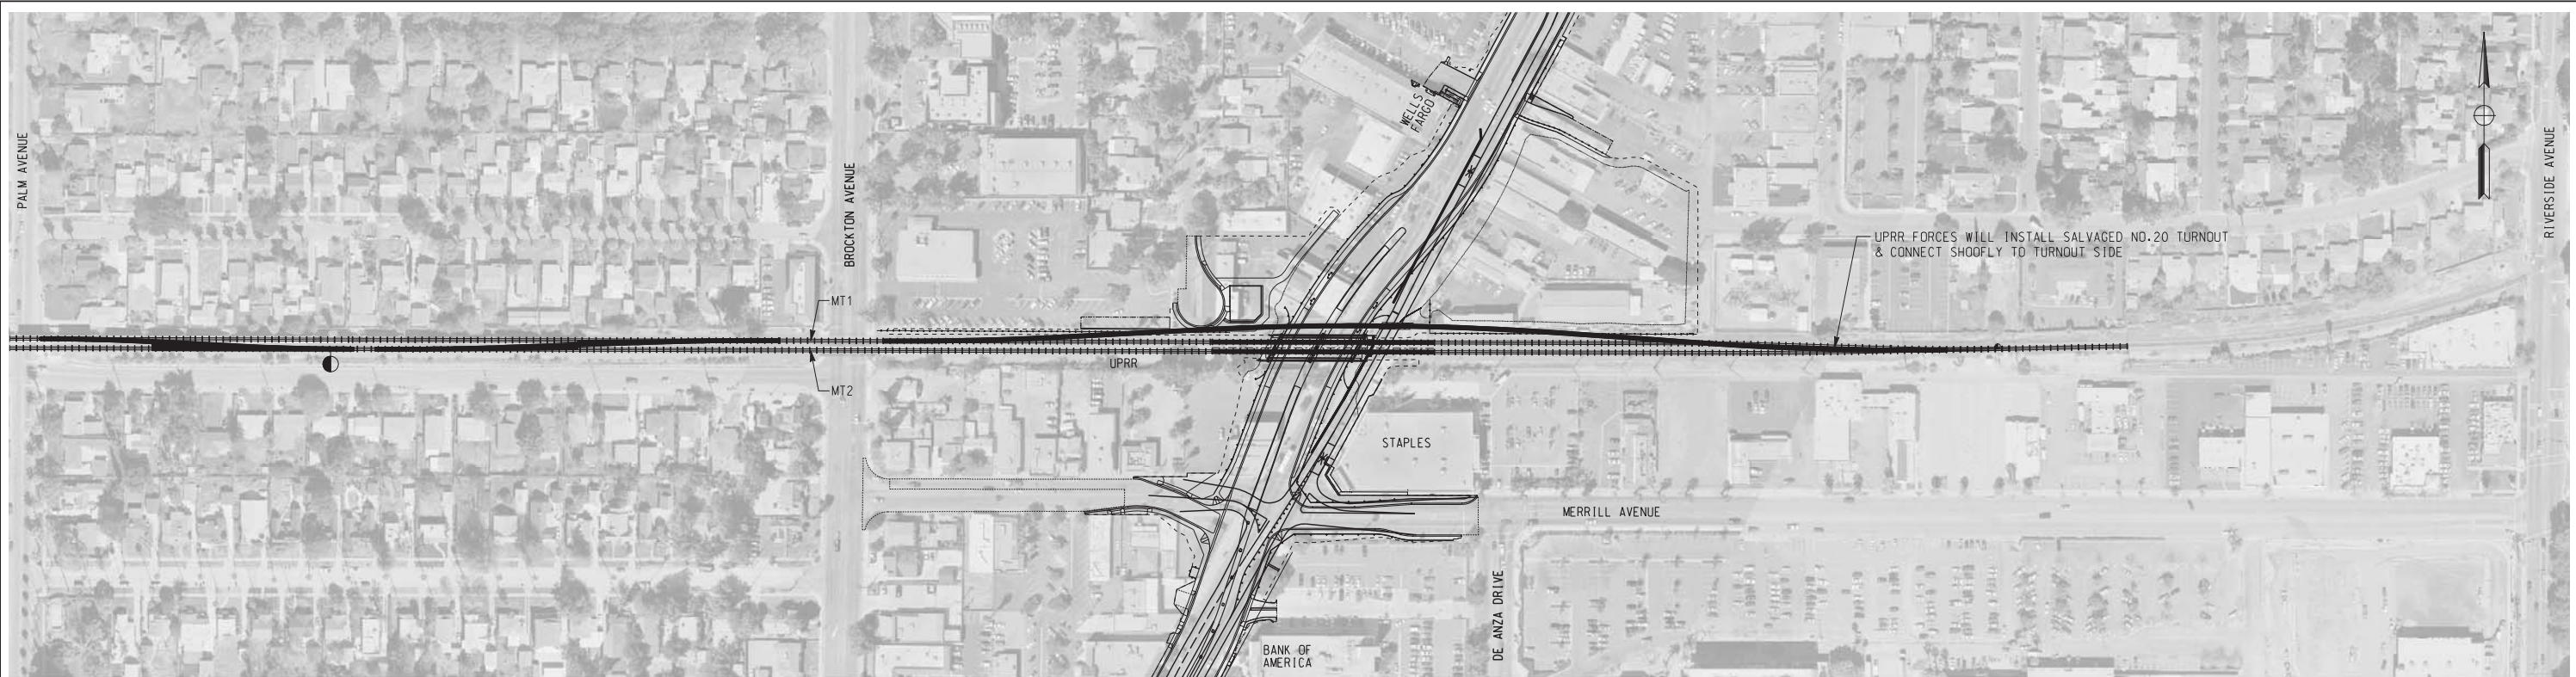 PALM AVENUE
BROCKTON AVENUE
MT1
MT2
UPRR
WELLS
FARGO
UPRR FORCES WILL INSTALL SALVAGED NO.20 TURNOUT
& CONNECT SHOOFLY TO TURNOUT SIDE
RIVERSIDE AVENUE
STAPLES
MERRILL AVENUE
DE ANZA DRIVE
BANK OF
AMERICA